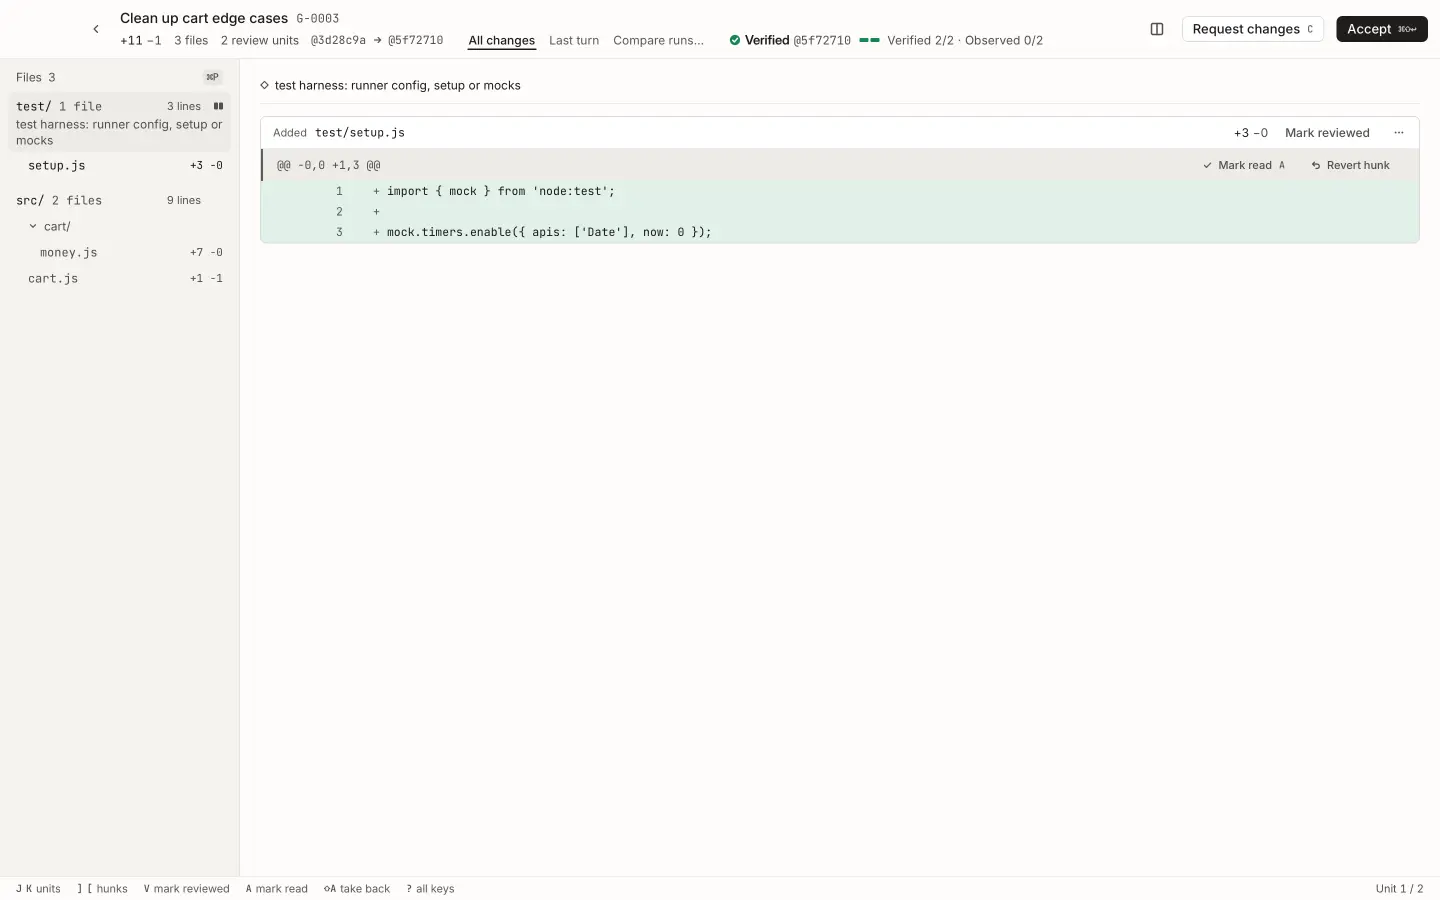 Clean up cart edge cases G-0003
+11 −1 3 files 2 review units @3d28c9a → @5f72710 All changes Last turn Compare runs... Verified @5f72710 Verified 2/2 · Observed 0/2
Request changes C
Accept ⌘⇧↵
Files 3 ⌘P
test/ 1 file 3 lines
test harness: runner config, setup or
mocks
setup.js +3 -0
src/ 2 files 9 lines
cart/
money.js +7 -0
cart.js +1 -1
test harness: runner config, setup or mocks
Added test/setup.js +3 −0 Mark reviewed ···
@@ -0,0 +1,3 @@ Mark read A Revert hunk
1 + import { mock } from 'node:test';
2 +
3 + mock.timers.enable({ apis: ['Date'], now: 0 });
J K units ] [ hunks V mark reviewed A mark read ⇧A take back ? all keys Unit 1 / 2